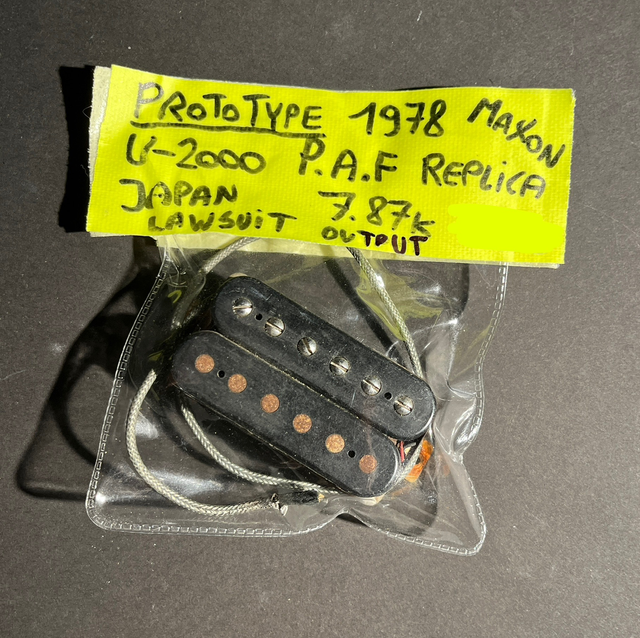 PROTOTYPE 1978 MAXON
U-2000 P.A.F REPLICA
JAPAN 7.87k
LAWSUIT OUTPUT